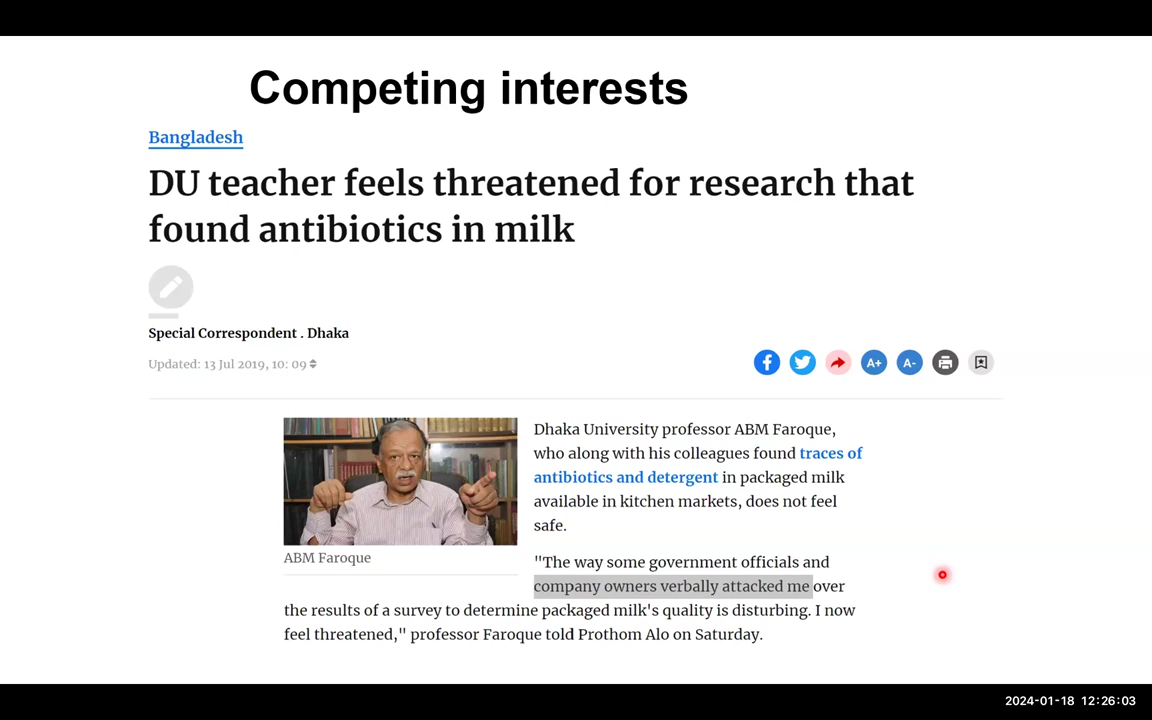 Competing interests
Bangladesh
DU teacher feels threatened for research that
found antibiotics in milk
Special Correspondent . Dhaka
Updated: 13 Jul 2019, 10: 09
A+ A-
Dhaka University professor ABM Faroque,
who along with his colleagues found traces of
antibiotics and detergent in packaged milk
available in kitchen markets, does not feel
safe.
ABM Faroque
"The way some government officials and
company owners verbally attacked me over
the results of a survey to determine packaged milk's quality is disturbing. I now
feel threatened," professor Faroque told Prothom Alo on Saturday.
2024-01-18 12:26:03